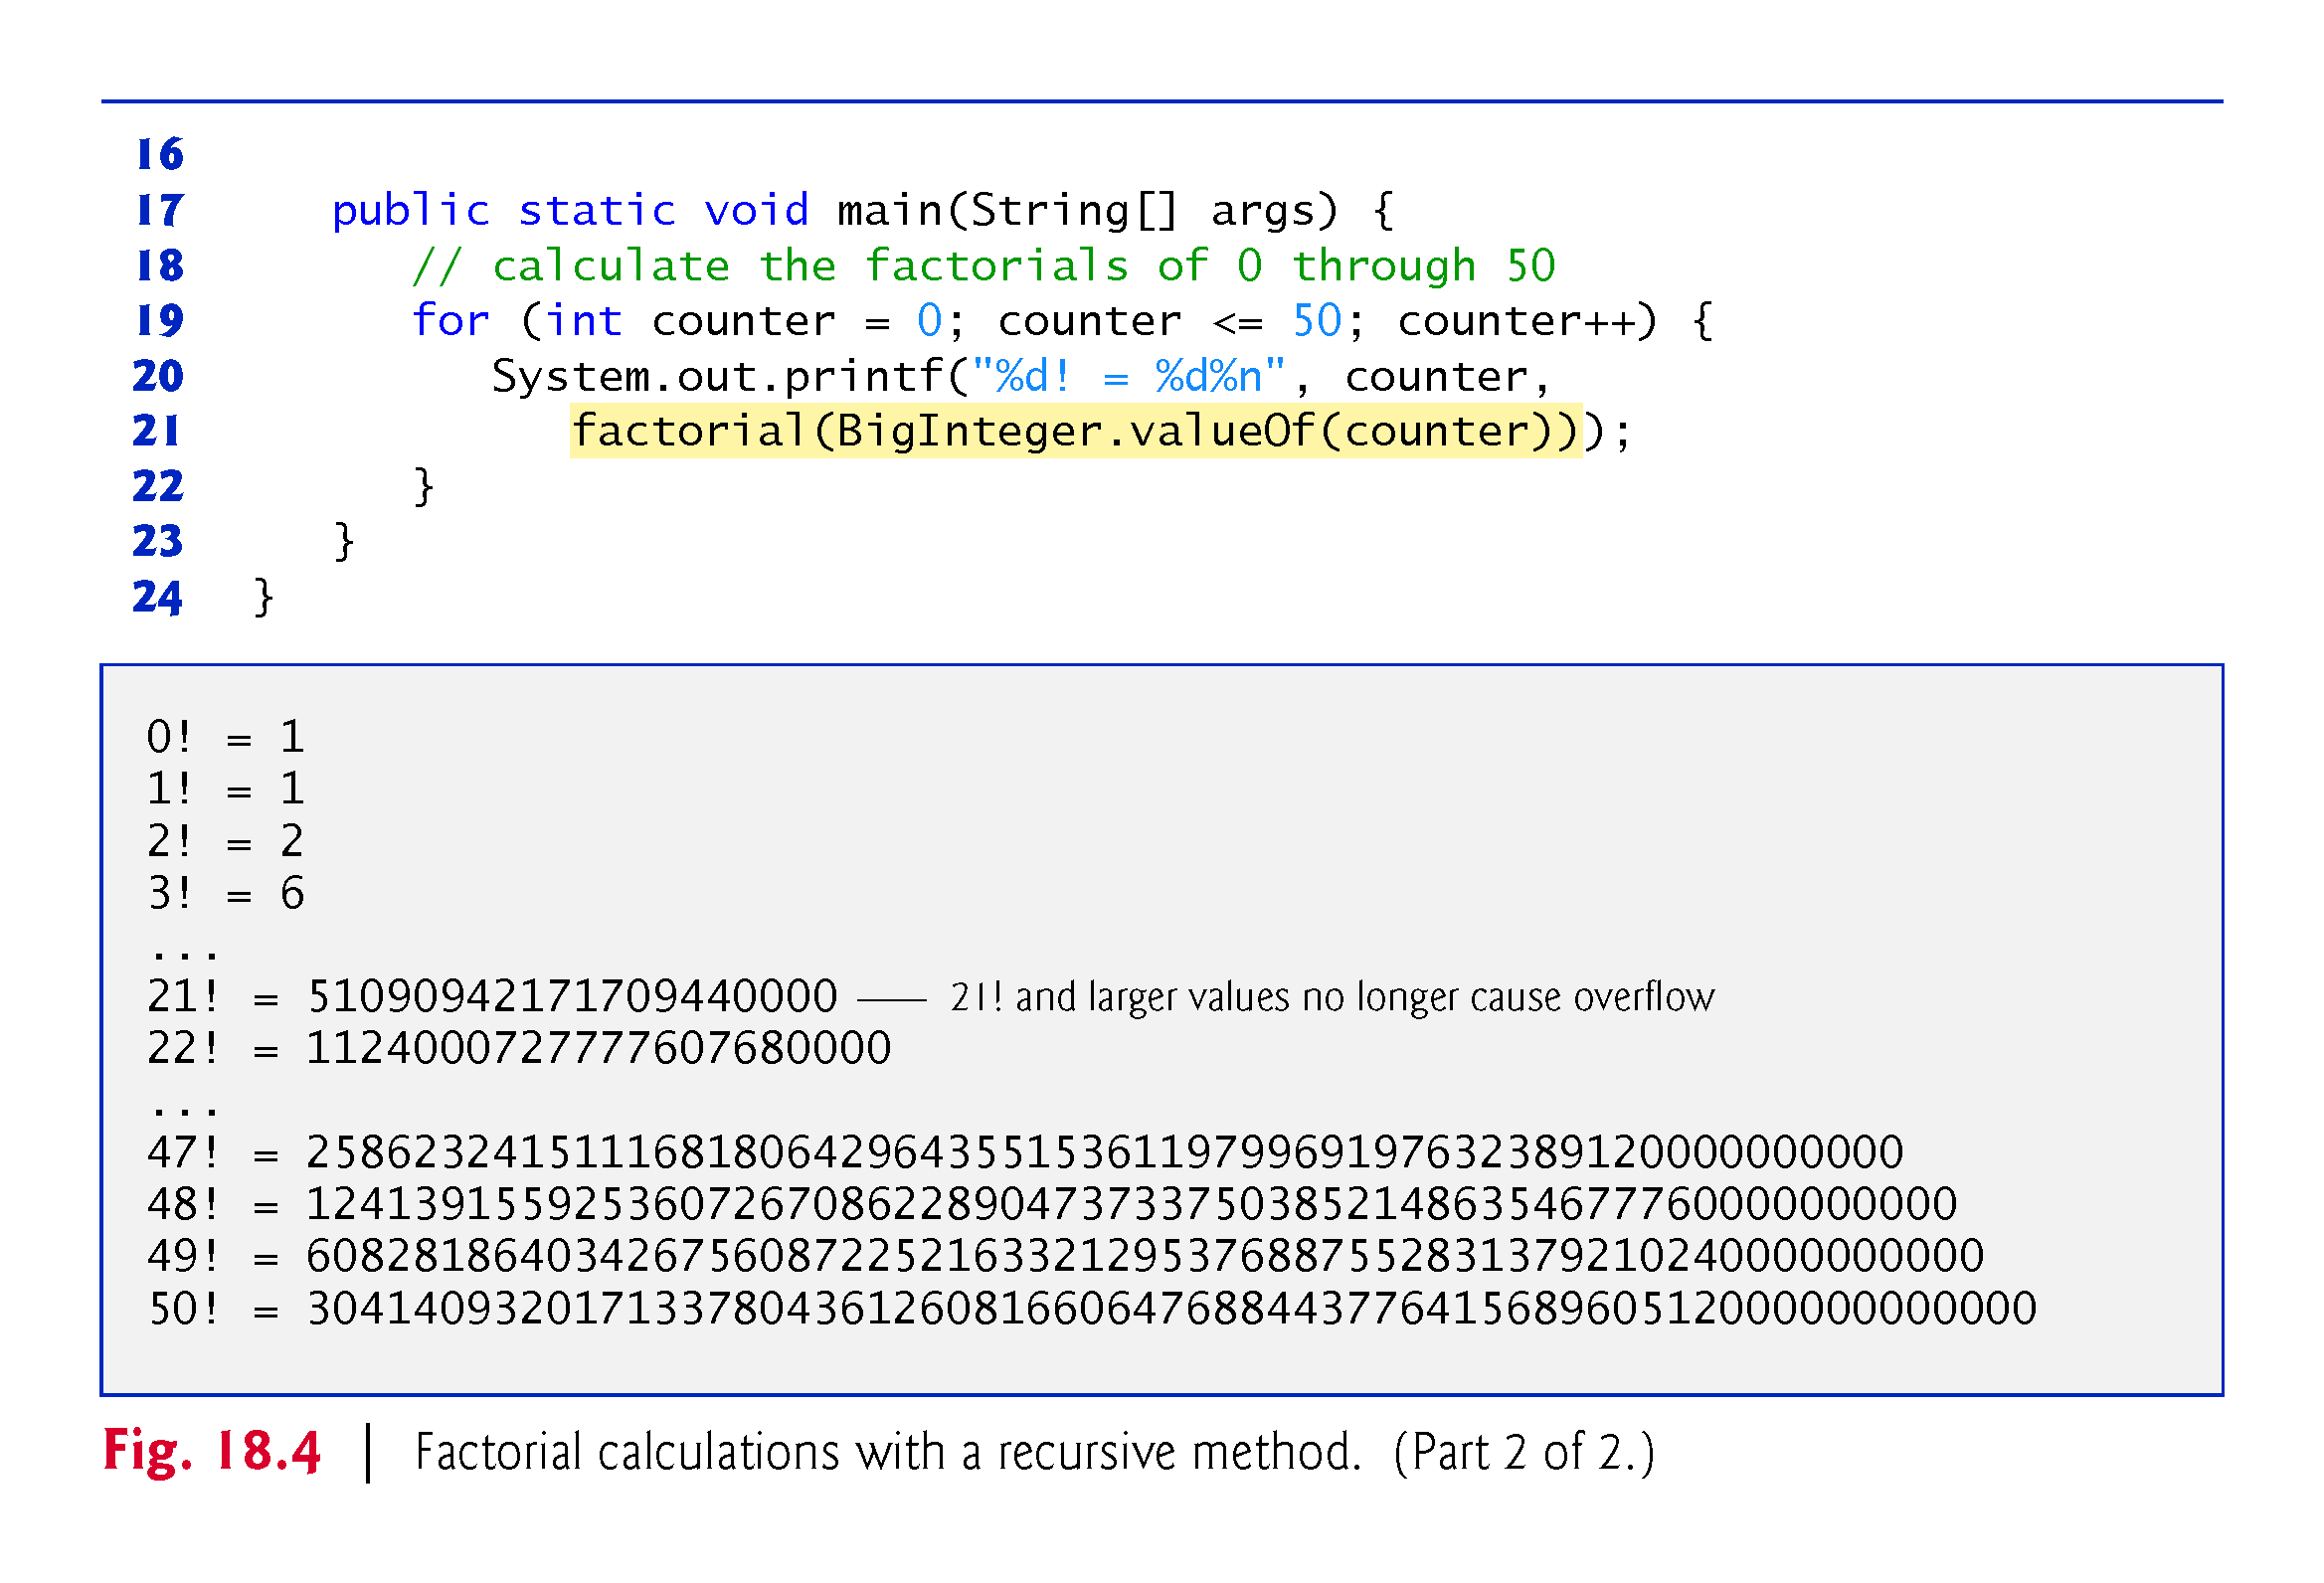 16
17 public static void main(String[] args) {
18 // calculate the factorials of 0 through 50
19 for (int counter = 0; counter <= 50; counter++) {
20 System.out.printf("%d! = %d%n", counter,
21 factorial(BigInteger.valueOf(counter)));
22 }
23 }
24 }
0! = 1
1! = 1
2! = 2
3! = 6
...
21! = 51090942171709440000 21! and larger values no longer cause overflow
22! = 1124000727777607680000
...
47! = 258623241511168180642964355153611979969197632389120000000000
48! = 12413915592536072670862289047373375038521486354677760000000000
49! = 608281864034267560872252163321295376887552831379210240000000000
50! = 30414093201713378043612608166064768844377641568960512000000000000
Fig. 18.4 | Factorial calculations with a recursive method. (Part 2 of 2.)